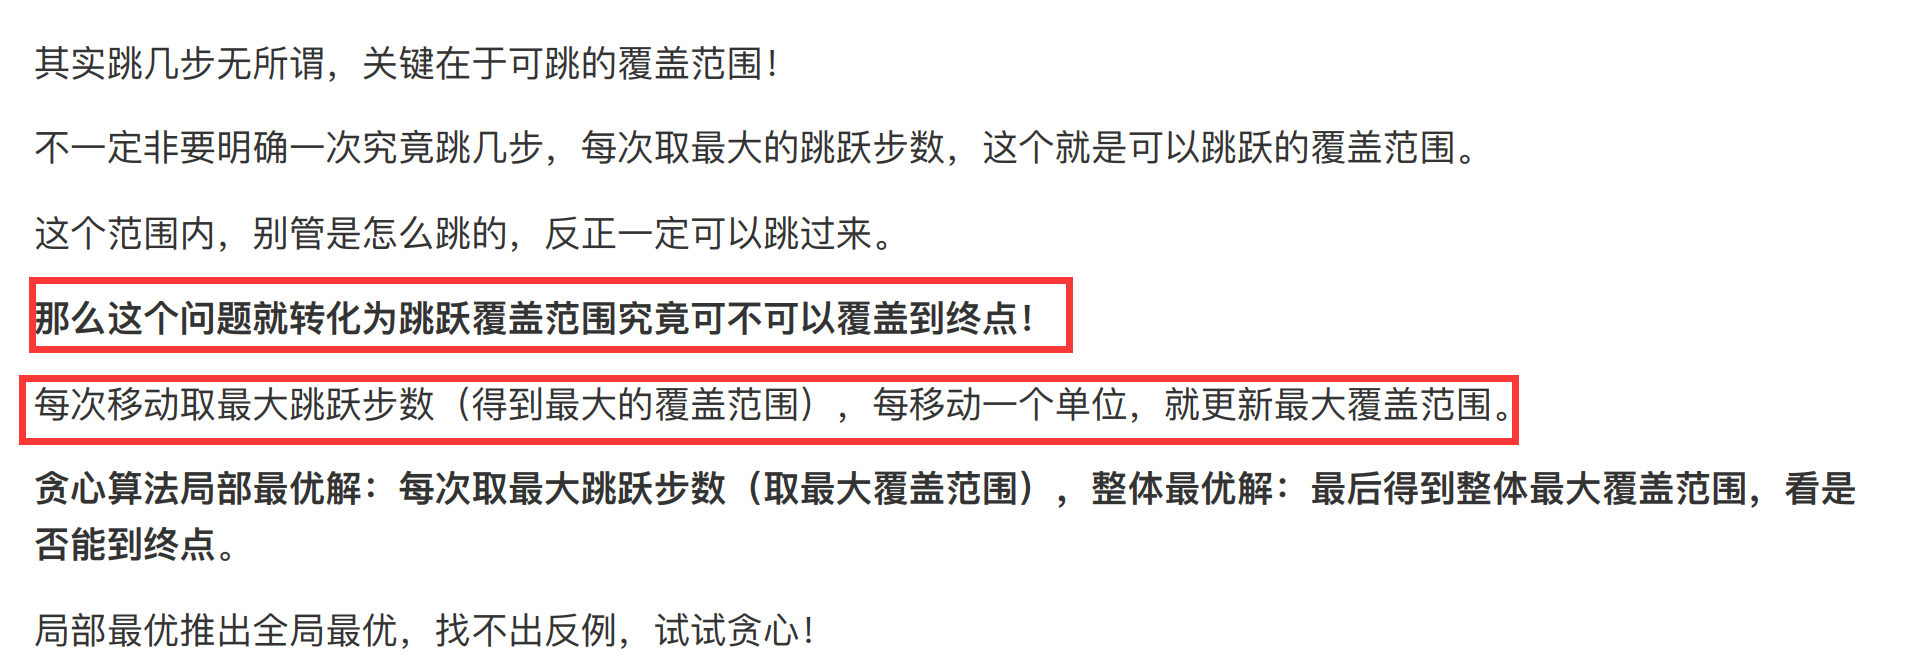 其实跳几步无所谓，关键在于可跳的覆盖范围！
不一定非要明确一次究竟跳几步，每次取最大的跳跃步数，这个就是可以跳跃的覆盖范围。
这个范围内，别管是怎么跳的，反正一定可以跳过来。
那么这个问题就转化为跳跃覆盖范围究竟可不可以覆盖到终点！
每次移动取最大跳跃步数（得到最大的覆盖范围），每移动一个单位，就更新最大覆盖范围。
贪心算法局部最优解：每次取最大跳跃步数（取最大覆盖范围），整体最优解：最后得到整体最大覆盖范围，看是
否能到终点。
局部最优推出全局最优，找不出反例，试试贪心！